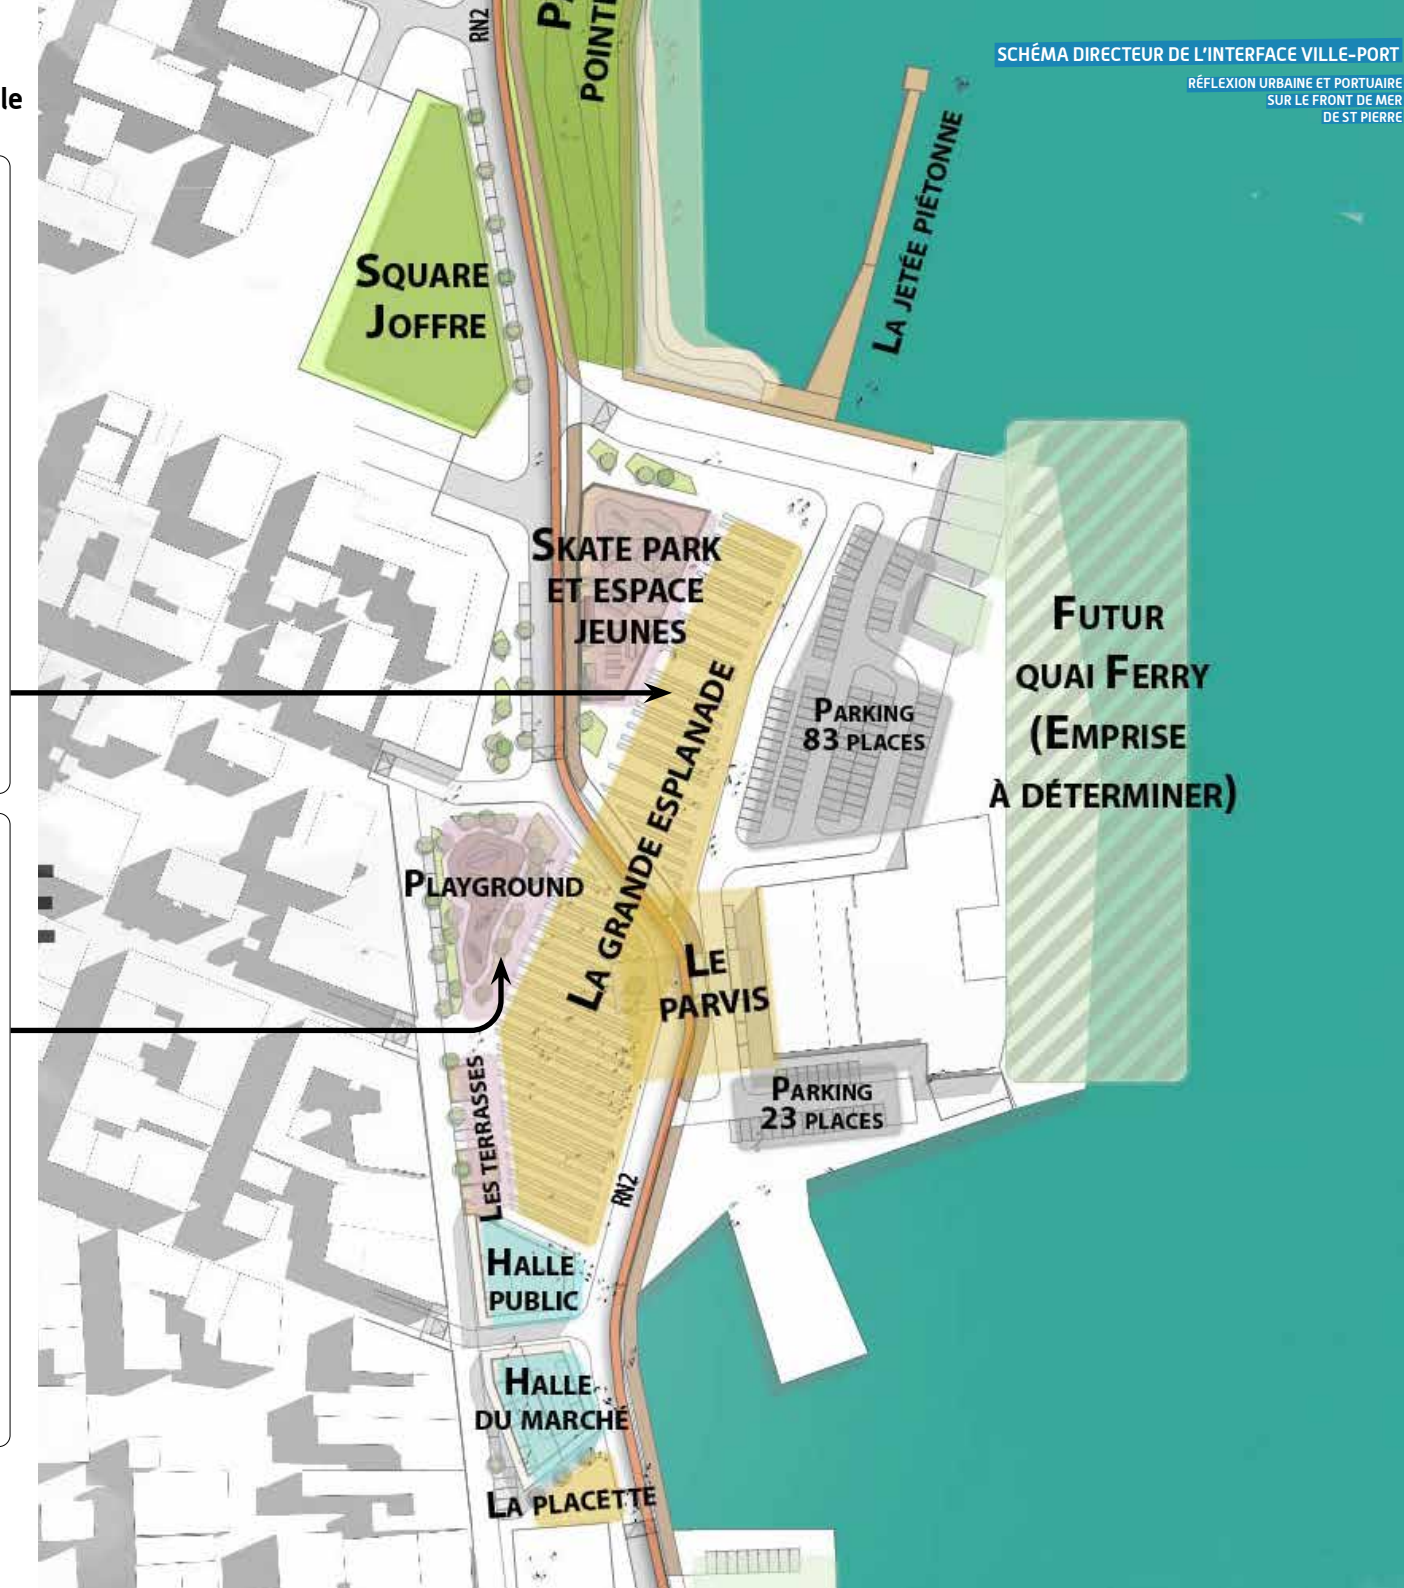 RN2
PA
POINTE
SCHÉMA DIRECTEUR DE L'INTERFACE VILLE-PORT
RÉFLEXION URBAINE ET PORTUAIRE
SUR LE FRONT DE MER
DE ST PIERRE
le
LA JETÉE PIÉTONNE
SQUARE
JOFFRE
SKATE PARK
ET ESPACE
JEUNES
FUTUR
QUAI FERRY
(EMPRISE
À DÉTERMINER)
PARKING
83 PLACES
LA GRANDE ESPLANADE
PLAYGROUND
LE
PARVIS
PARKING
23 PLACES
LES TERRASSES
RN2
HALLE
PUBLIC
HALLE
DU MARCHÉ
LA PLACETTE